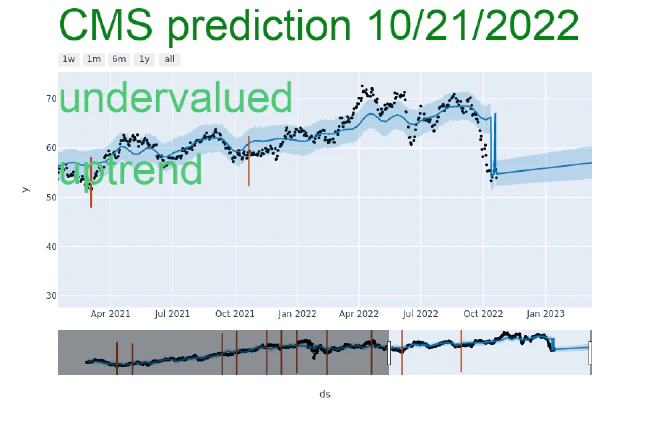 CMS prediction 10/21/2022
1w 1m 6m 1y all
undervalued
uptrend
70
60
50
40
30
y
Apr 2021 Jul 2021 Oct 2021 Jan 2022 Apr 2022 Jul 2022 Oct 2022 Jan 2023
ds